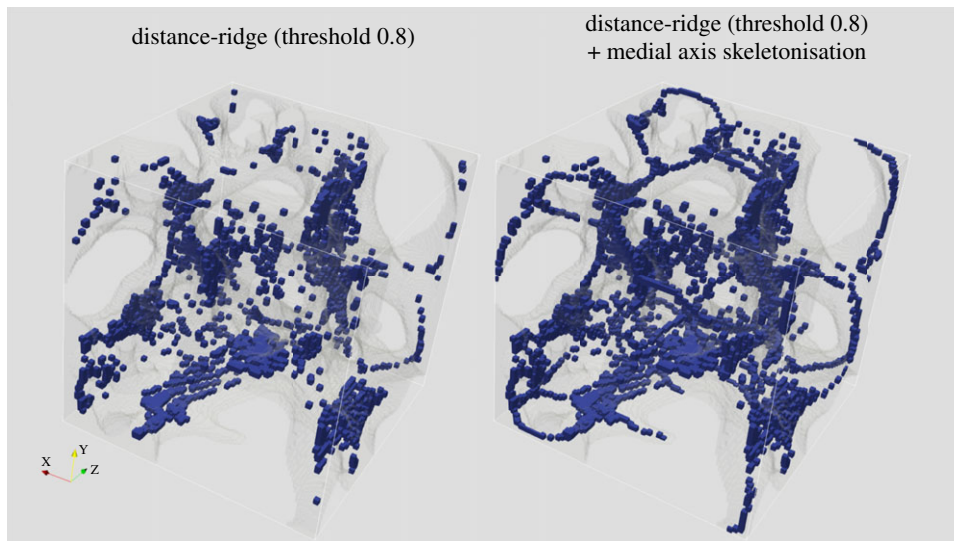 distance-ridge (threshold 0.8)
distance-ridge (threshold 0.8)
+ medial axis skeletonisation
X
Y
Z